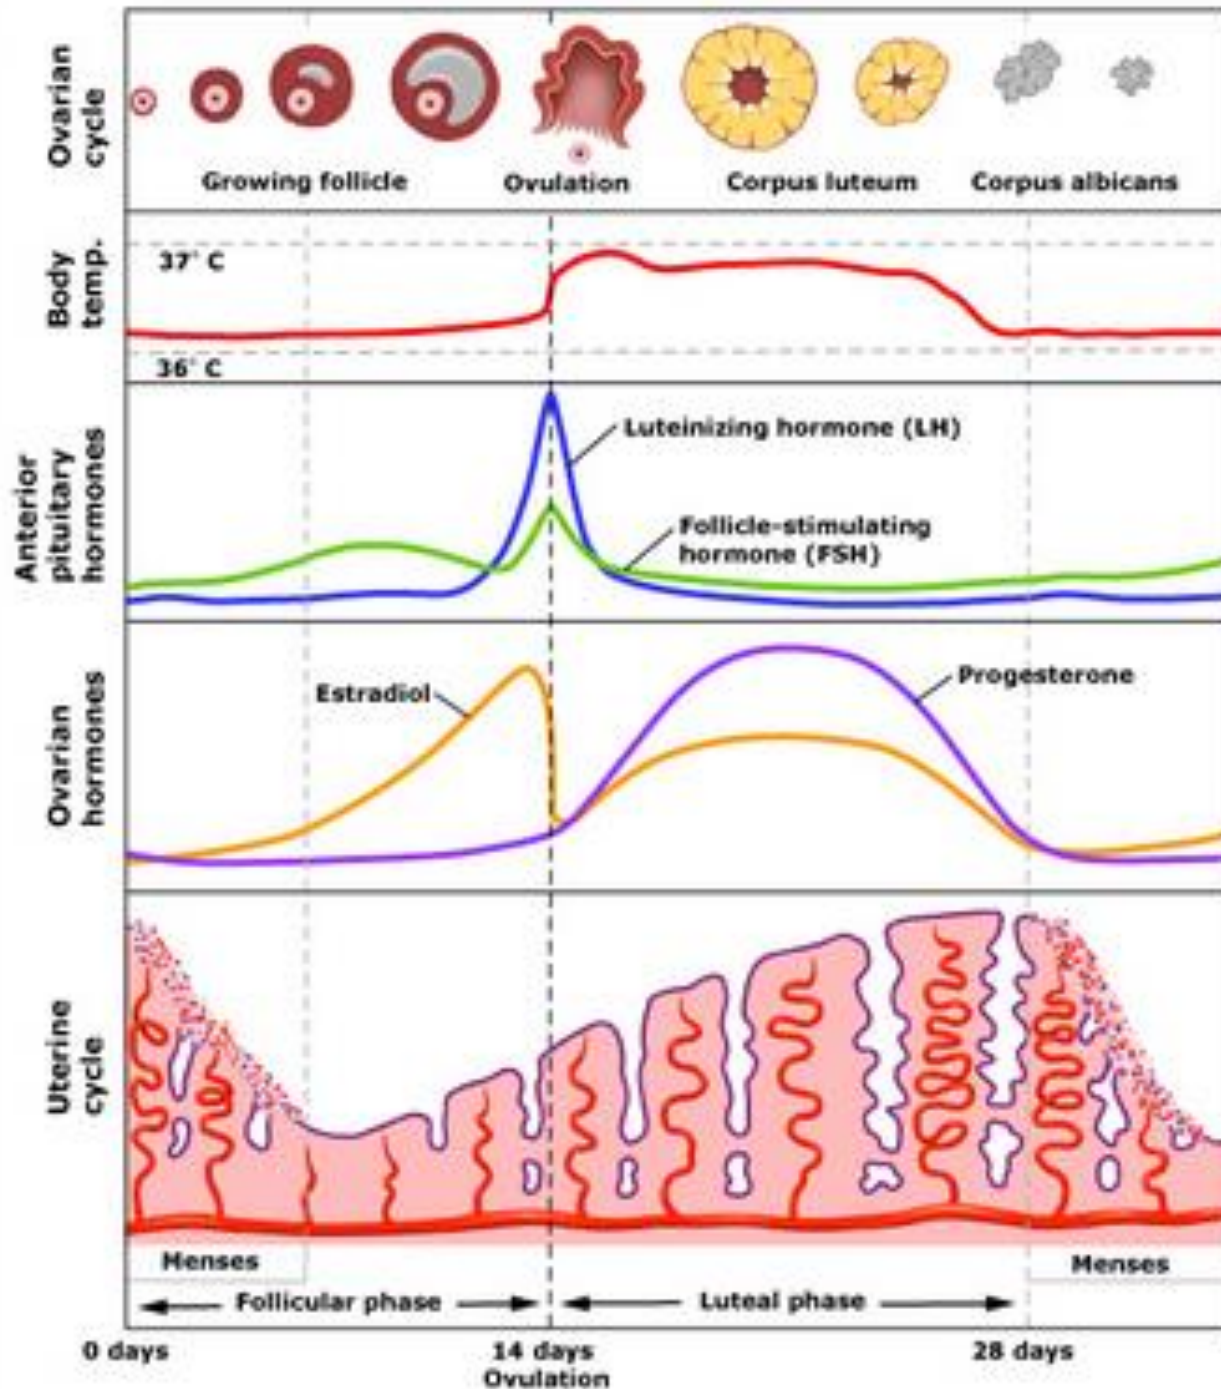 Ovarian
cycle
Growing follicle
Ovulation
Corpus luteum
Corpus albicans
Body
temp.
37° C
36° C
Anterior
pituitary
hormones
Luteinizing hormone (LH)
Follicle-stimulating
hormone (FSH)
Ovarian
hormones
Estradiol
Progesterone
Uterine
cycle
Menses
Menses
Follicular phase
Luteal phase
0 days
14 days
Ovulation
28 days